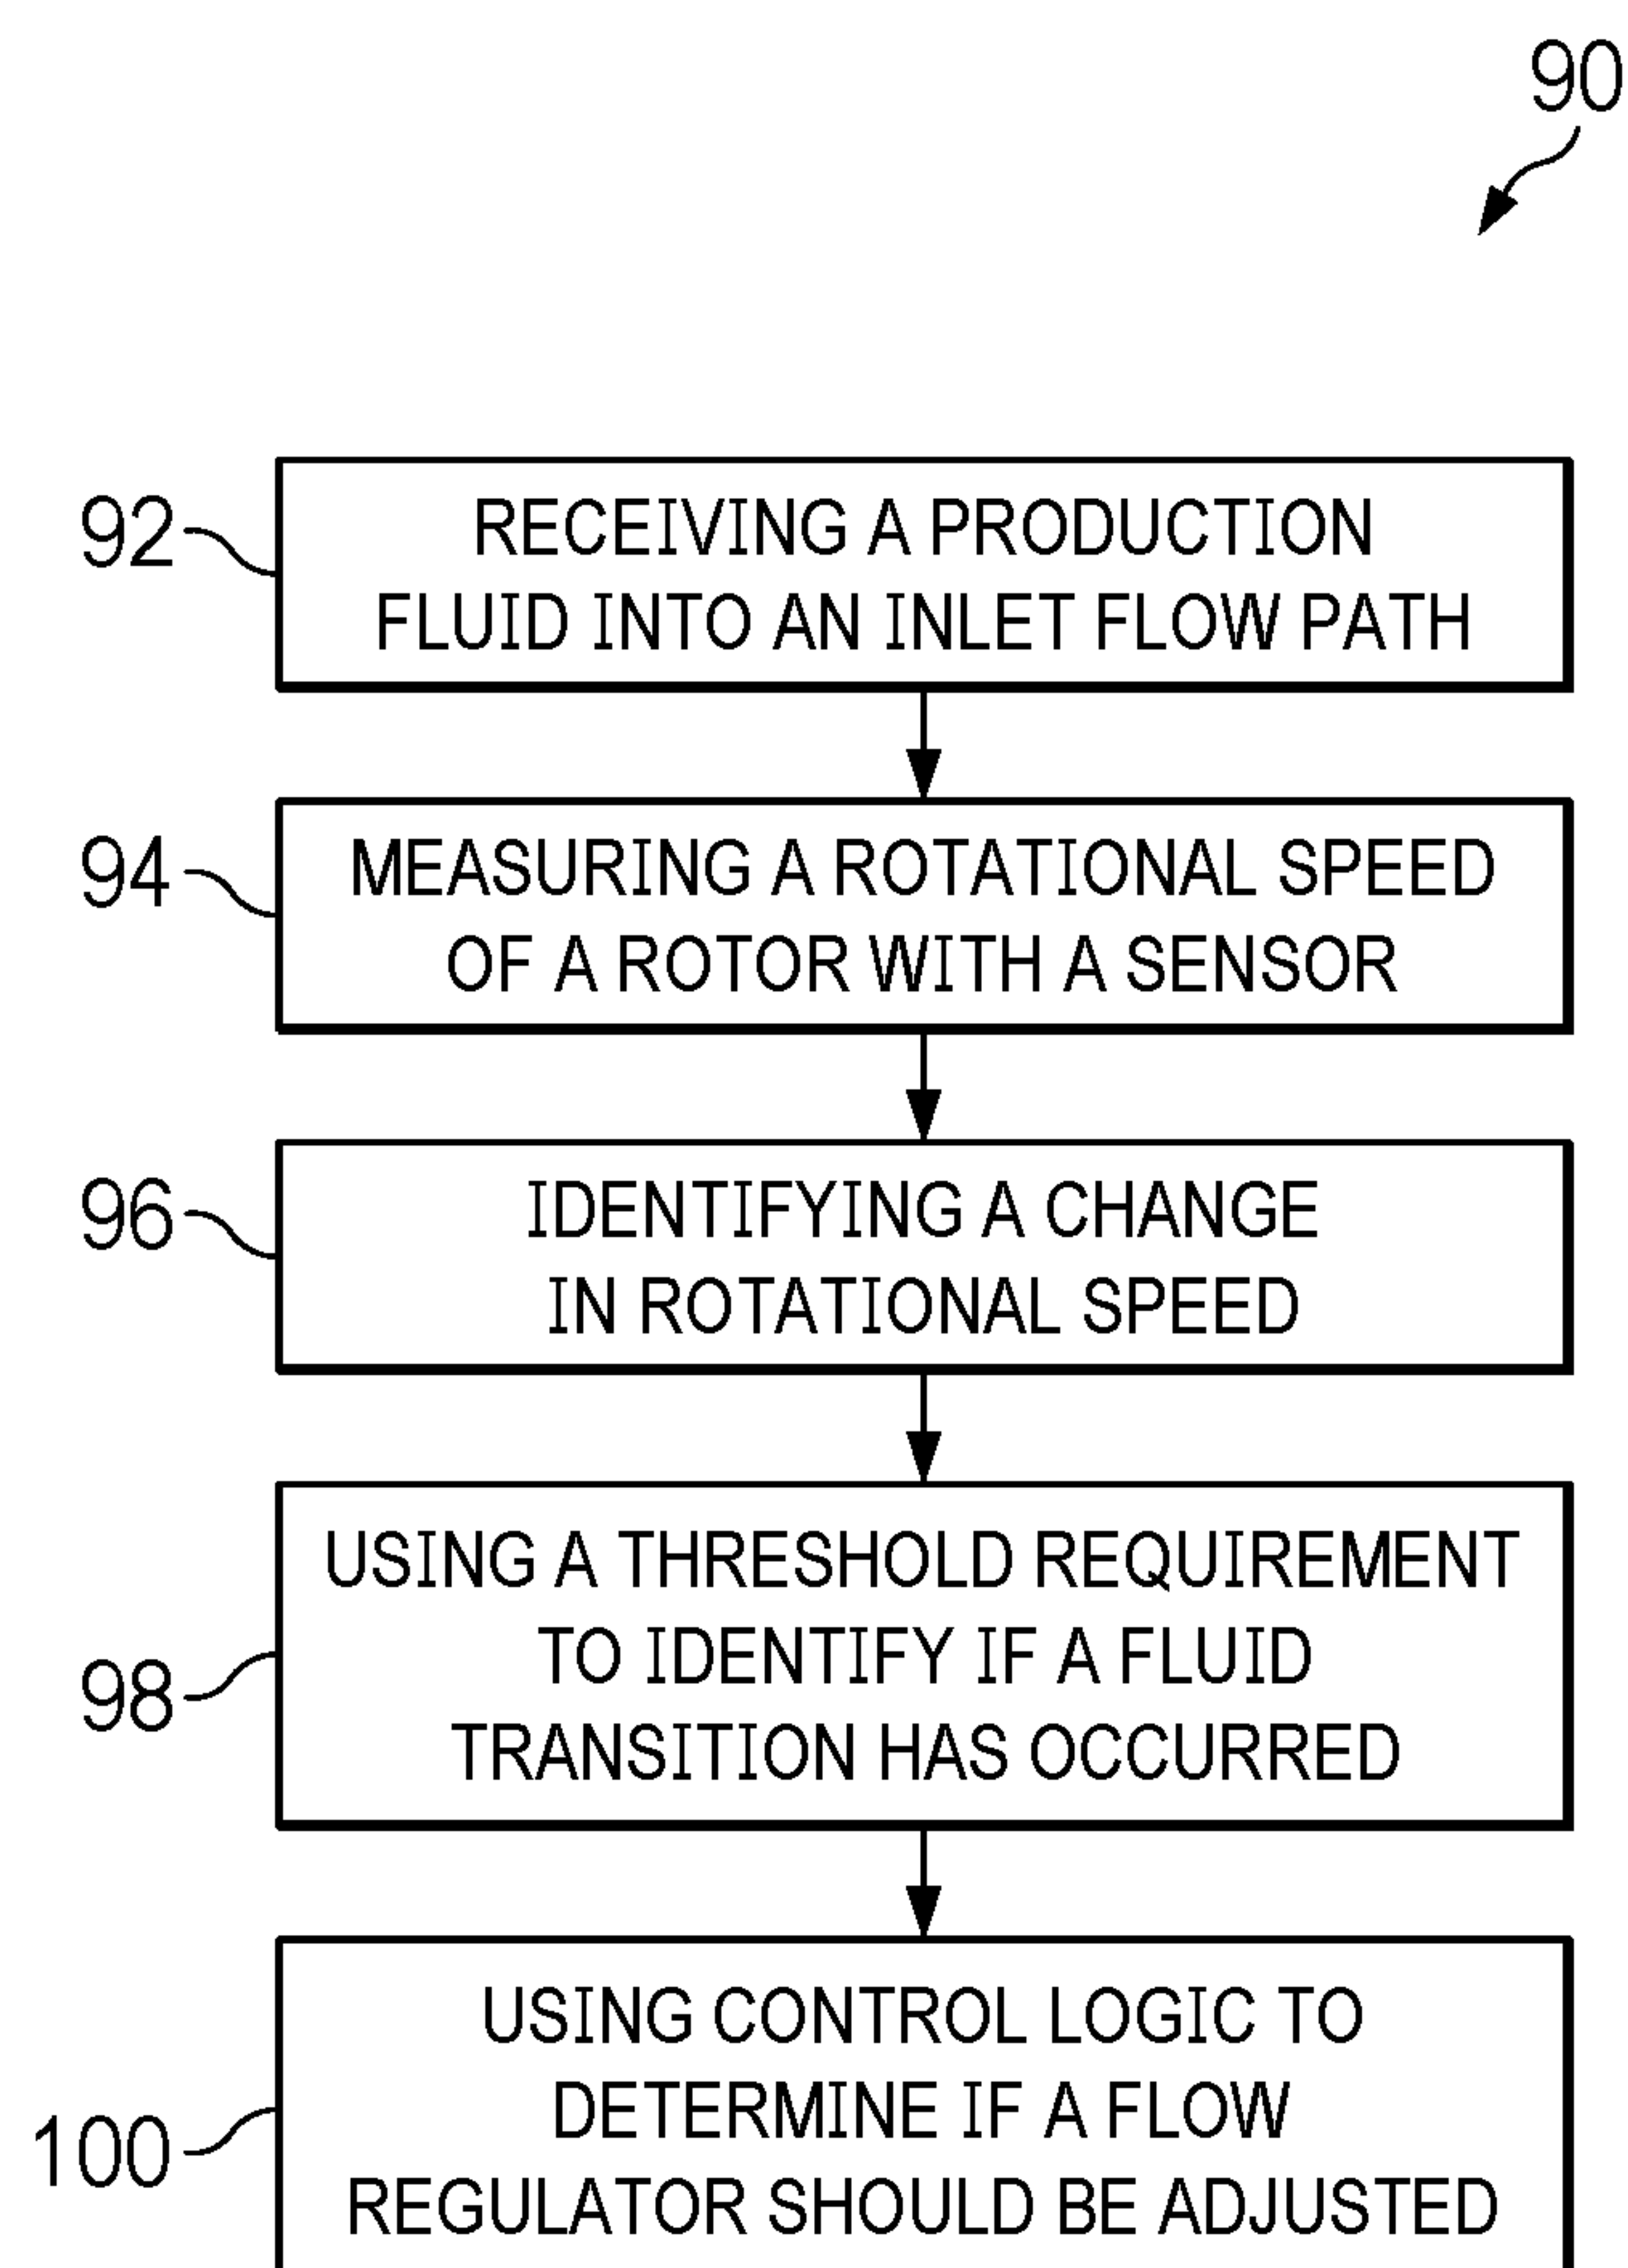 90
92
RECEIVING A PRODUCTION
FLUID INTO AN INLET FLOW PATH
94
MEASURING A ROTATIONAL SPEED
OF A ROTOR WITH A SENSOR
96
IDENTIFYING A CHANGE
IN ROTATIONAL SPEED
98
USING A THRESHOLD REQUIREMENT
TO IDENTIFY IF A FLUID
TRANSITION HAS OCCURRED
100
USING CONTROL LOGIC TO
DETERMINE IF A FLOW
REGULATOR SHOULD BE ADJUSTED